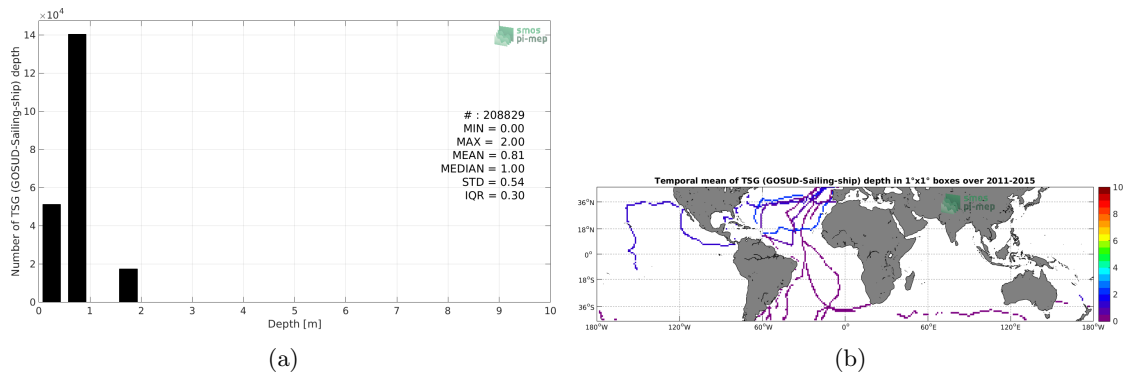 ×10⁴
14
12
10
8
6
4
2
0
Number of TSG (GOSUD-Sailing-ship) depth
smos
pi-mep
# : 208829
MIN = 0.00
MAX = 2.00
MEAN = 0.81
MEDIAN = 1.00
STD = 0.54
IQR = 0.30
0 1 2 3 4 5 6 7 8 9 10
Depth [m]
(a)
Temporal mean of TSG (GOSUD-Sailing-ship) depth in 1°x1° boxes over 2011-2015
smos
pi-mep
36°N
18°N
0°
18°S
36°S
180°W 120°W 60°W 0° 60°E 120°E 180°W
10
8
6
4
2
0
(b)